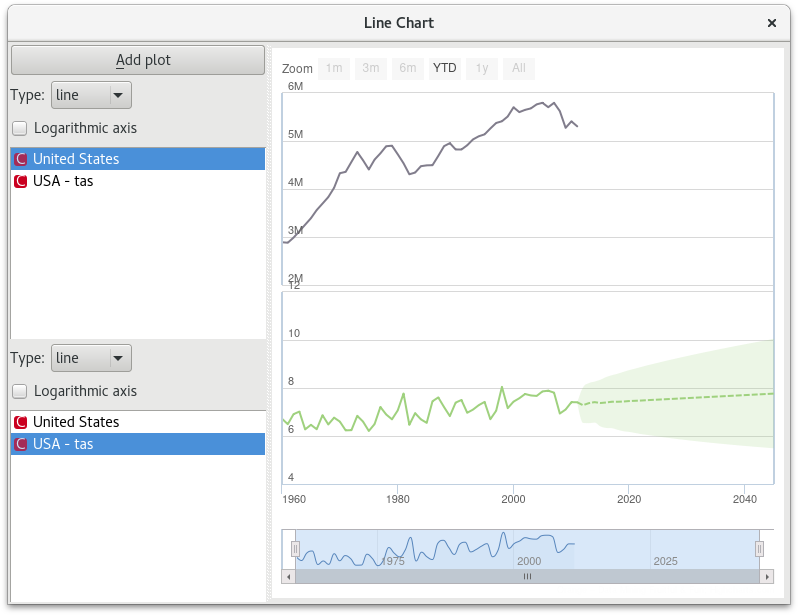 Line Chart
Add plot
Type: line
Logarithmic axis
United States
USA - tas
Type: line
Logarithmic axis
United States
USA - tas
Zoom 1m 3m 6m YTD 1y All
6M
5M
4M
3M
2M
12
10
8
6
4
1960 1980 2000 2020 2040
1975 2000 2025